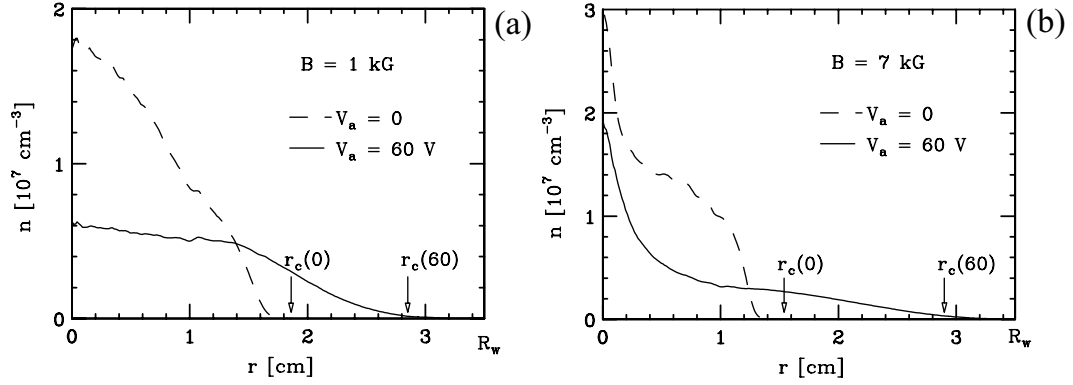 (a)
B = 1 kG
V_a = 0
V_a = 60 V
r_c(0)
r_c(60)
n [10^7 cm^-3]
2
1
0
0
1
2
3
R_w
r [cm]
(b)
B = 7 kG
V_a = 0
V_a = 60 V
r_c(0)
r_c(60)
n [10^7 cm^-3]
3
2
1
0
0
1
2
3
R_w
r [cm]